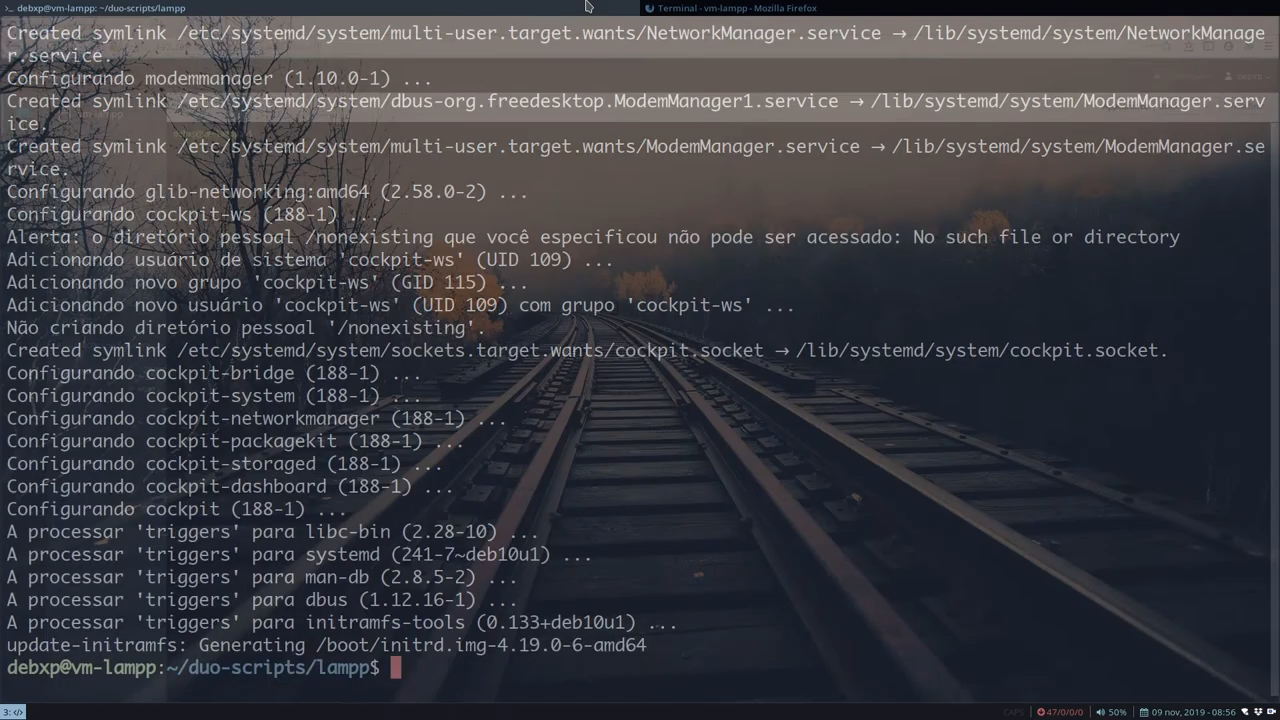 debxp@vm-lampp: ~/duo-scripts/lampp
Terminal - vm-lampp - Mozilla Firefox
Created symlink /etc/systemd/system/multi-user.target.wants/NetworkManager.service → /lib/systemd/system/NetworkManage
r.service.
Configurando modemmanager (1.10.0-1) ...
Created symlink /etc/systemd/system/dbus-org.freedesktop.ModemManager1.service → /lib/systemd/system/ModemManager.serv
ice.
Created symlink /etc/systemd/system/multi-user.target.wants/ModemManager.service → /lib/systemd/system/ModemManager.se
rvice.
Configurando glib-networking:amd64 (2.58.0-2) ...
Configurando cockpit-ws (188-1) ...
Alerta: o diretório pessoal /nonexisting que você especificou não pode ser acessado: No such file or directory
Adicionando usuário de sistema 'cockpit-ws' (UID 109) ...
Adicionando novo grupo 'cockpit-ws' (GID 115) ...
Adicionando novo usuário 'cockpit-ws' (UID 109) com grupo 'cockpit-ws' ...
Não criando diretório pessoal '/nonexisting'.
Created symlink /etc/systemd/system/sockets.target.wants/cockpit.socket → /lib/systemd/system/cockpit.socket.
Configurando cockpit-bridge (188-1) ...
Configurando cockpit-system (188-1) ...
Configurando cockpit-networkmanager (188-1) ...
Configurando cockpit-packagekit (188-1) ...
Configurando cockpit-storaged (188-1) ...
Configurando cockpit-dashboard (188-1) ...
Configurando cockpit (188-1) ...
A processar 'triggers' para libc-bin (2.28-10) ...
A processar 'triggers' para systemd (241-7~deb10u1) ...
A processar 'triggers' para man-db (2.8.5-2) ...
A processar 'triggers' para dbus (1.12.16-1) ...
A processar 'triggers' para initramfs-tools (0.133+deb10u1) ...
update-initramfs: Generating /boot/initrd.img-4.19.0-6-amd64
debxp@vm-lampp:~/duo-scripts/lampp$
3: </> CAPS 47/0/0/0 50% 09 nov, 2019 - 08:56